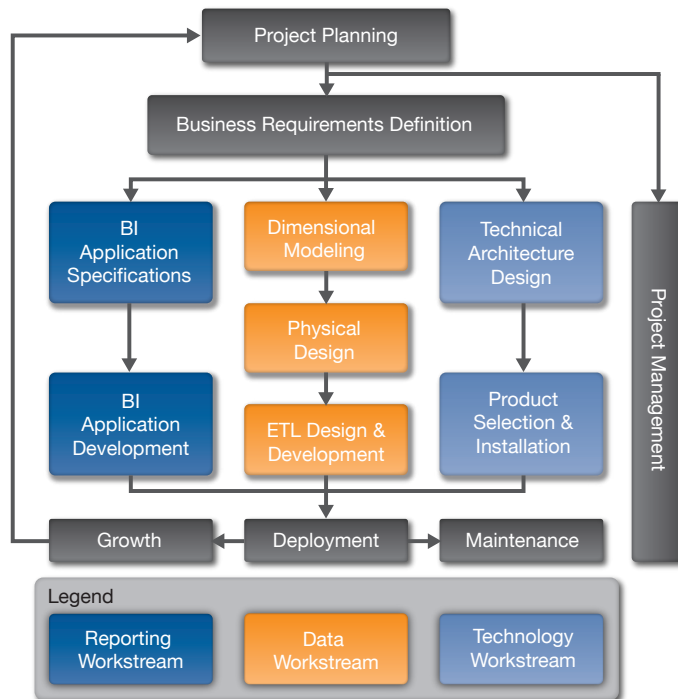 Project Planning
Business Requirements Definition
BI
Application
Specifications
Dimensional
Modeling
Technical
Architecture
Design
Physical
Design
BI
Application
Development
ETL Design &
Development
Product
Selection &
Installation
Project Management
Growth
Deployment
Maintenance
Legend
Reporting
Workstream
Data
Workstream
Technology
Workstream